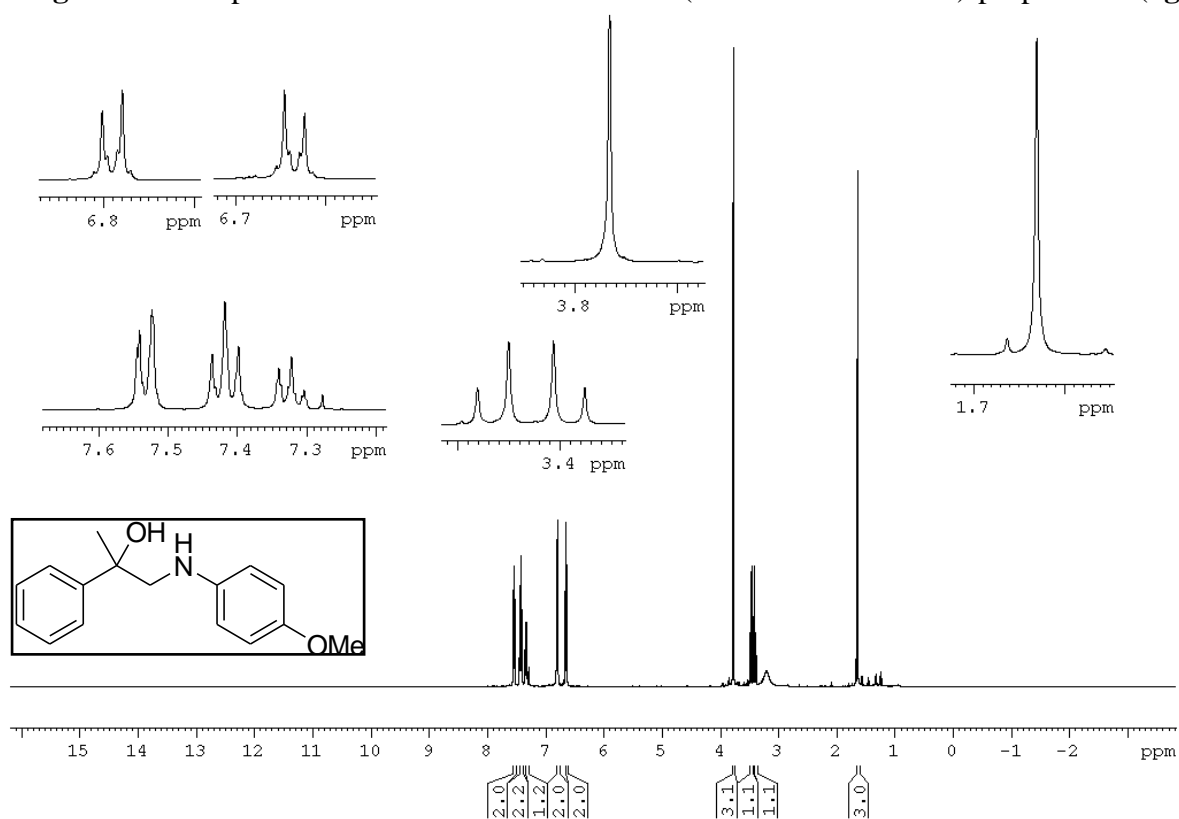 6.8 ppm 6.7 ppm
3.8 ppm
1.7 ppm
7.6 7.5 7.4 7.3 ppm
3.4 ppm
OH
H
N
OMe
15 14 13 12 11 10 9 8 7 6 5 4 3 2 1 0 -1 -2 ppm
2.0 2.2 1.2 2.0 2.0 3.1 1.1 1.1 3.0